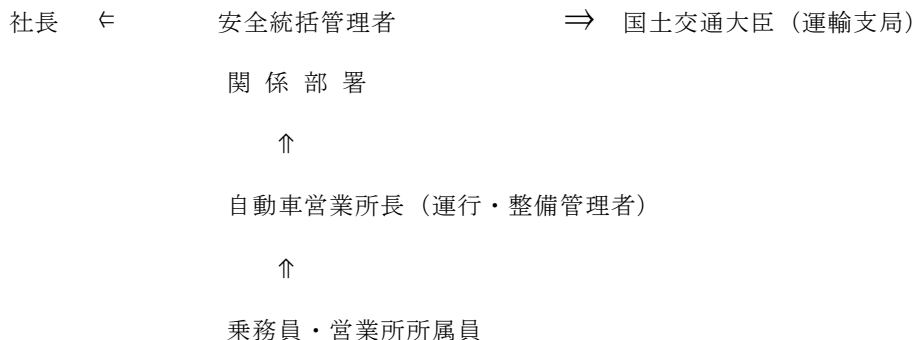 社長 ⇐ 安全統括管理者 ⇒ 国土交通大臣（運輸支局）
関 係 部 署
⇑
自動車営業所長（運行・整備管理者）
⇑
乗務員・営業所所属員